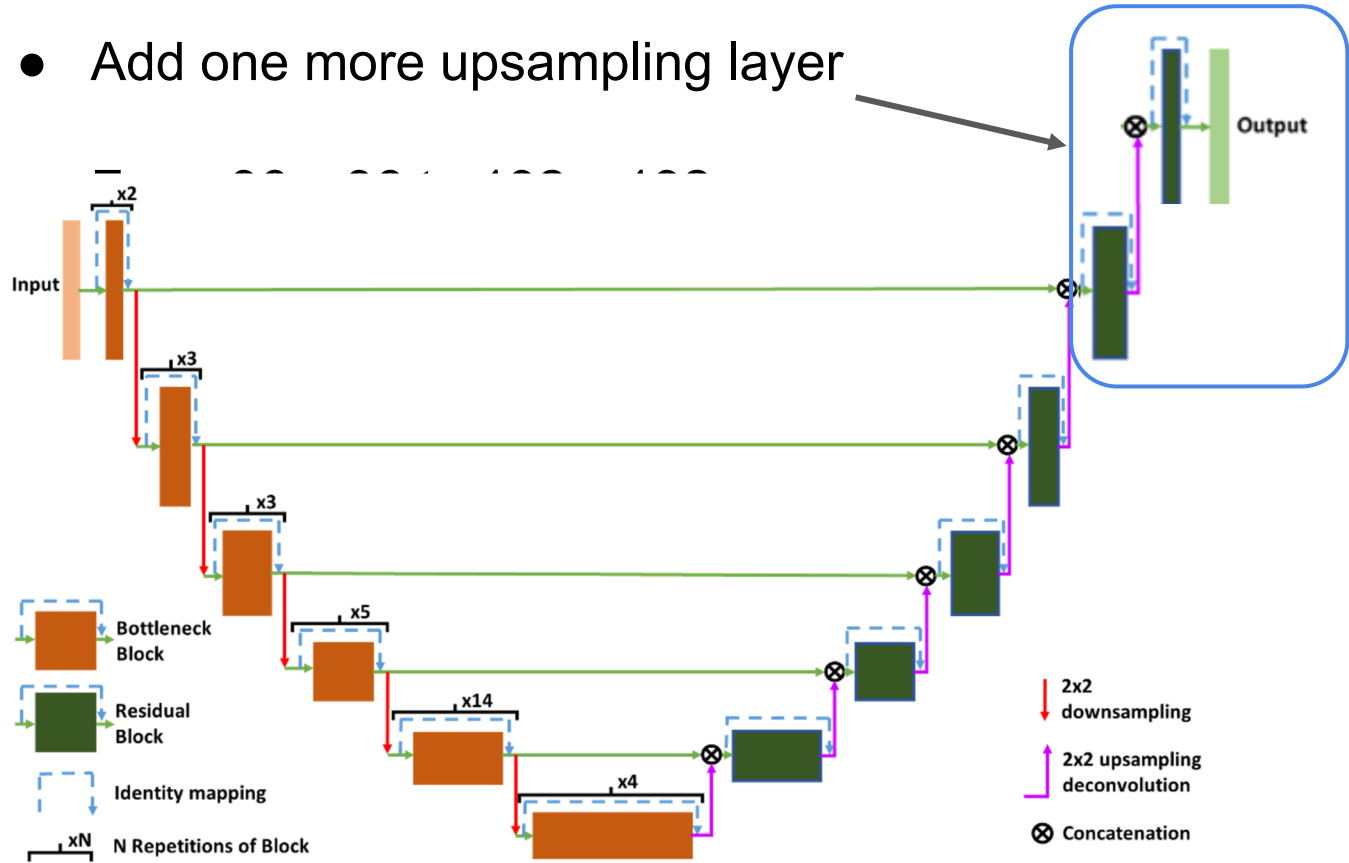 ● Add one more upsampling layer
Output
x2
Input
x3
x3
x5
x14
x4
Bottleneck
Block
Residual
Block
Identity mapping
xN
N Repetitions of Block
2x2
downsampling
2x2 upsampling
deconvolution
Concatenation